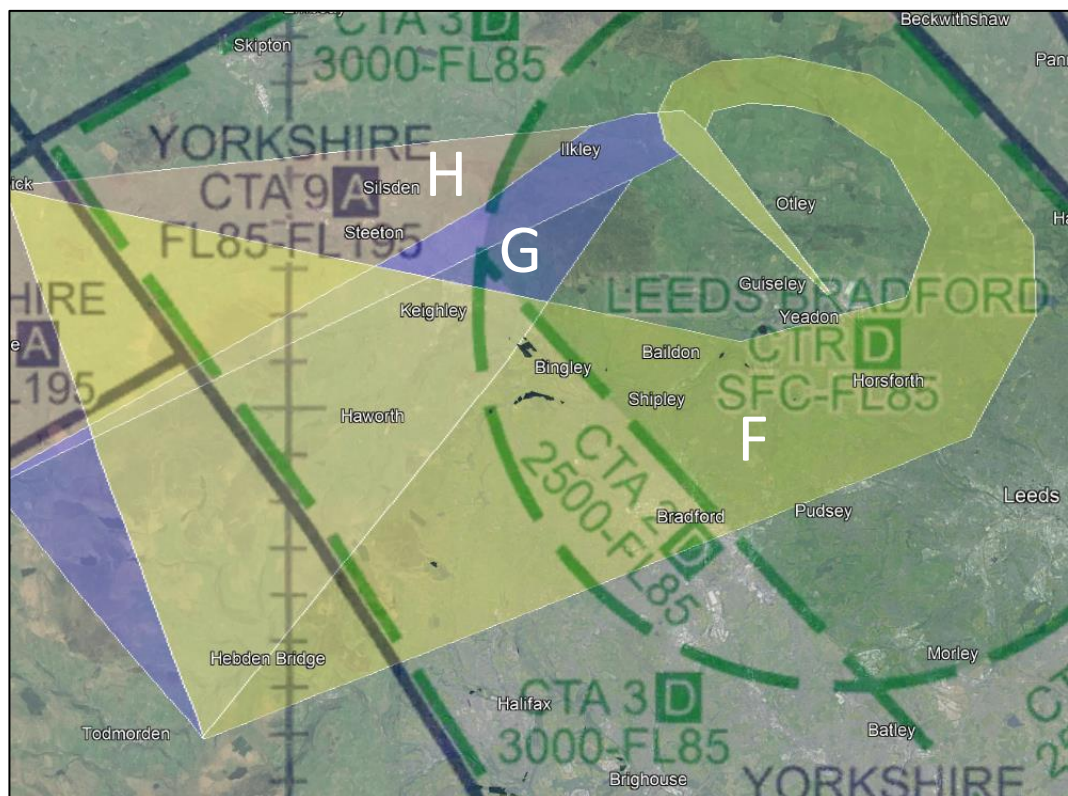 Beckwithshaw
Skipton
CTA 3 D
3000-FL85
YORKSHIRE
CTA 9 A
FL85-FL195
Ilkley
H
Silsden
Steeton
Otley
G
Guiseley
LEEDS BRADFORD
Yeadon
CTR D
SFC-FL85
HIRE
Keighley
A
L195
Baildon
Bingley
Horsforth
Shipley
Haworth
F
CTA 2 D
2500-FL85
Leeds
Pudsey
Bradford
Hebden Bridge
Morley
Halifax
CTA 3 D
3000-FL85
Todmorden
Batley
Brighouse
YORKSHIRE